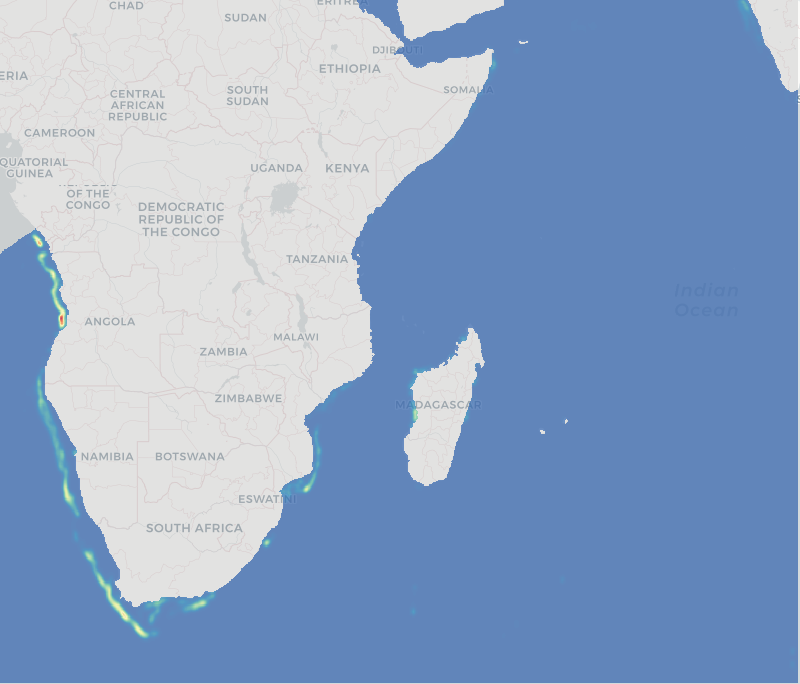 CHAD
SUDAN
ERITREA
DJIBOUTI
ERIA
ETHIOPIA
CENTRAL
AFRICAN
REPUBLIC
SOUTH
SUDAN
SOMALIA
CAMEROON
QUATORIAL
GUINEA
UGANDA
KENYA
OF THE
CONGO
DEMOCRATIC
REPUBLIC OF
THE CONGO
TANZANIA
Indian
Ocean
ANGOLA
MALAWI
ZAMBIA
ZIMBABWE
MADAGASCAR
NAMIBIA
BOTSWANA
ESWATINI
SOUTH AFRICA